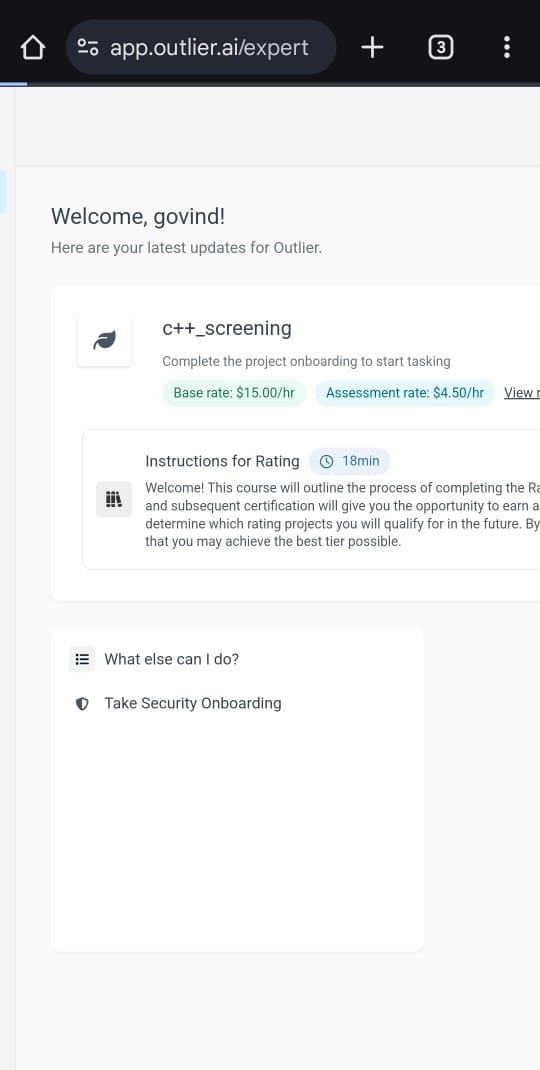 app.outlier.ai/expert
3
Welcome, govind!
Here are your latest updates for Outlier.
c++_screening
Complete the project onboarding to start tasking
Base rate: $15.00/hr Assessment rate: $4.50/hr View r
Instructions for Rating 18min
Welcome! This course will outline the process of completing the Ra
and subsequent certification will give you the opportunity to earn a
determine which rating projects you will qualify for in the future. By
that you may achieve the best tier possible.
What else can I do?
Take Security Onboarding